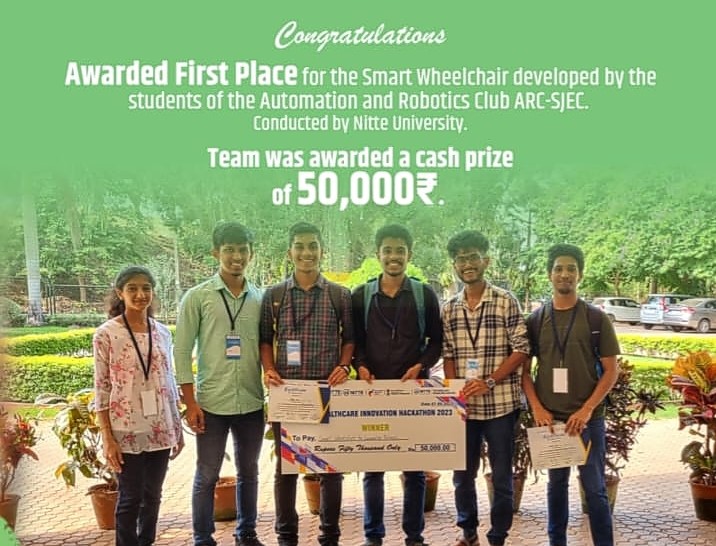 Congratulations
Awarded First Place for the Smart Wheelchair developed by the
students of the Automation and Robotics Club ARC-SJEC.
Conducted by Nitte University.
Team was awarded a cash prize
of 50,000₹.
HEALTHCARE INNOVATION HACKATHON 2023
WINNER
To Pay,
Rupees Fifty Thousand Only
50,000.00